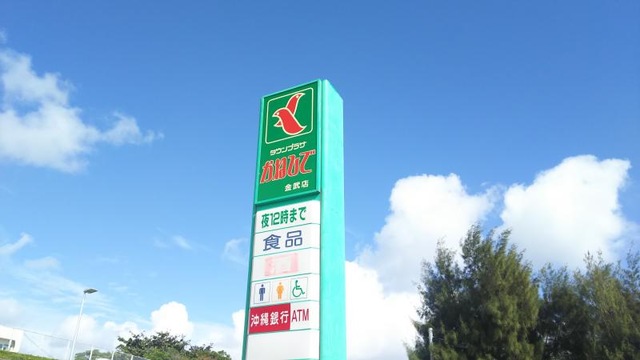 タウンプラザ
かねひで
金武店
夜12時まで
食品
沖縄銀行 ATM